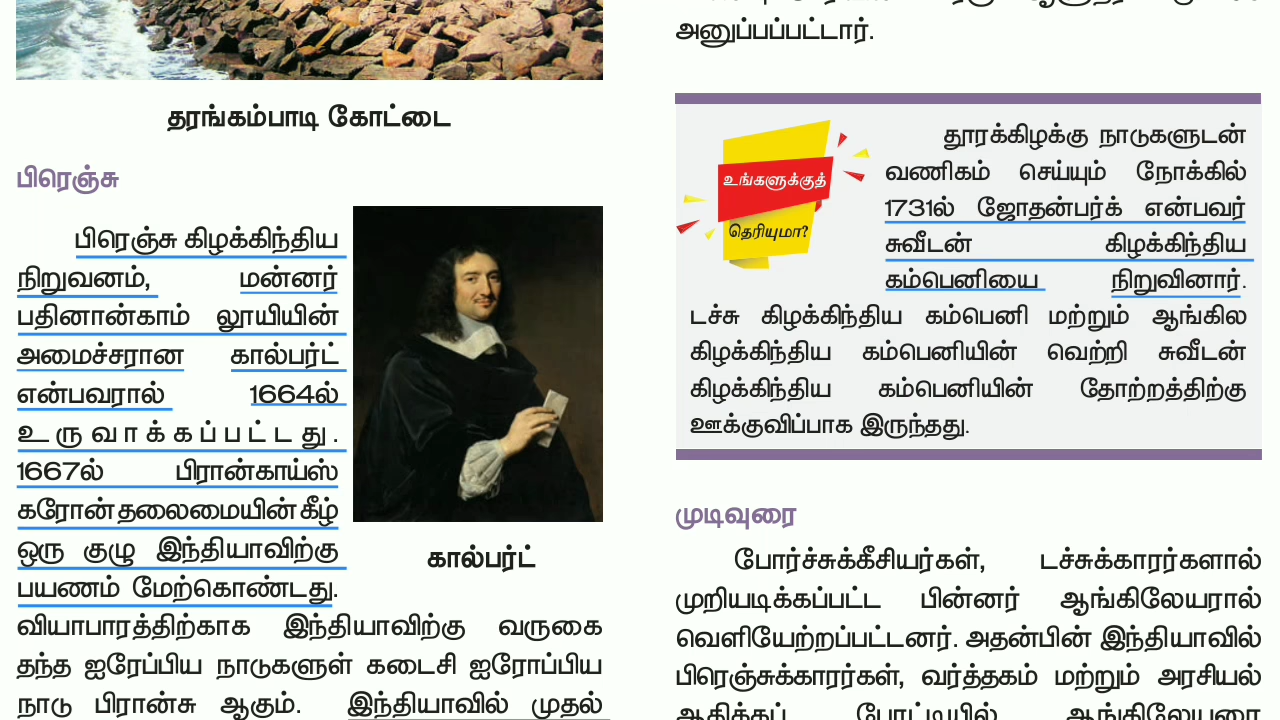 தரங்கம்பாடி கோட்டை
பிரெஞ்சு
பிரெஞ்சு கிழக்கிந்திய
நிறுவனம், மன்னர்
பதினான்காம் லூயியின்
அமைச்சரான கால்பர்ட்
என்பவரால் 1664ல்
உருவாக்கப்பட்டது.
1667ல் பிரான்காய்ஸ்
கரோன் தலைமையின் கீழ்
ஒரு குழு இந்தியாவிற்கு
பயணம் மேற்கொண்டது.
கால்பர்ட்
வியாபாரத்திற்காக இந்தியாவிற்கு வருகை
தந்த ஐரேப்பிய நாடுகளுள் கடைசி ஐரோப்பிய
நாடு பிரான்சு ஆகும். இந்தியாவில் முதல்
அனுப்பப்பட்டார்.
உங்களுக்குத்
தெரியுமா?
தூரக்கிழக்கு நாடுகளுடன்
வணிகம் செய்யும் நோக்கில்
1731ல் ஜோதன்பர்க் என்பவர்
சுவீடன் கிழக்கிந்திய
கம்பெனியை நிறுவினார்.
டச்சு கிழக்கிந்திய கம்பெனி மற்றும் ஆங்கில
கிழக்கிந்திய கம்பெனியின் வெற்றி சுவீடன்
கிழக்கிந்திய கம்பெனியின் தோற்றத்திற்கு
ஊக்குவிப்பாக இருந்தது.
முடிவுரை
போர்ச்சுக்கீசியர்கள், டச்சுக்காரர்களால்
முறியடிக்கப்பட்ட பின்னர் ஆங்கிலேயரால்
வெளியேற்றப்பட்டனர். அதன்பின் இந்தியாவில்
பிரெஞ்சுக்காரர்கள், வர்த்தகம் மற்றும் அரசியல்
ஆதிக்கப் போட்டியில் ஆங்கிலேயரை